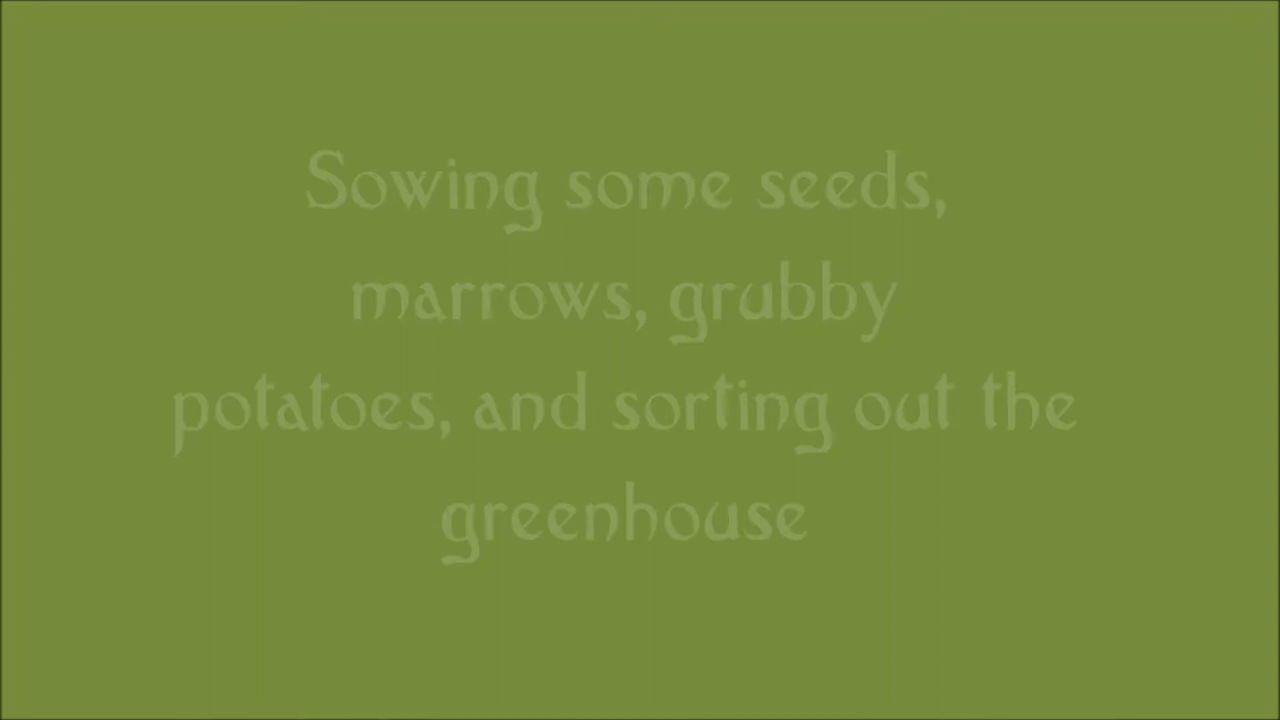 Sowing some seeds,
marrows, grubby
potatoes, and sorting out the
greenhouse